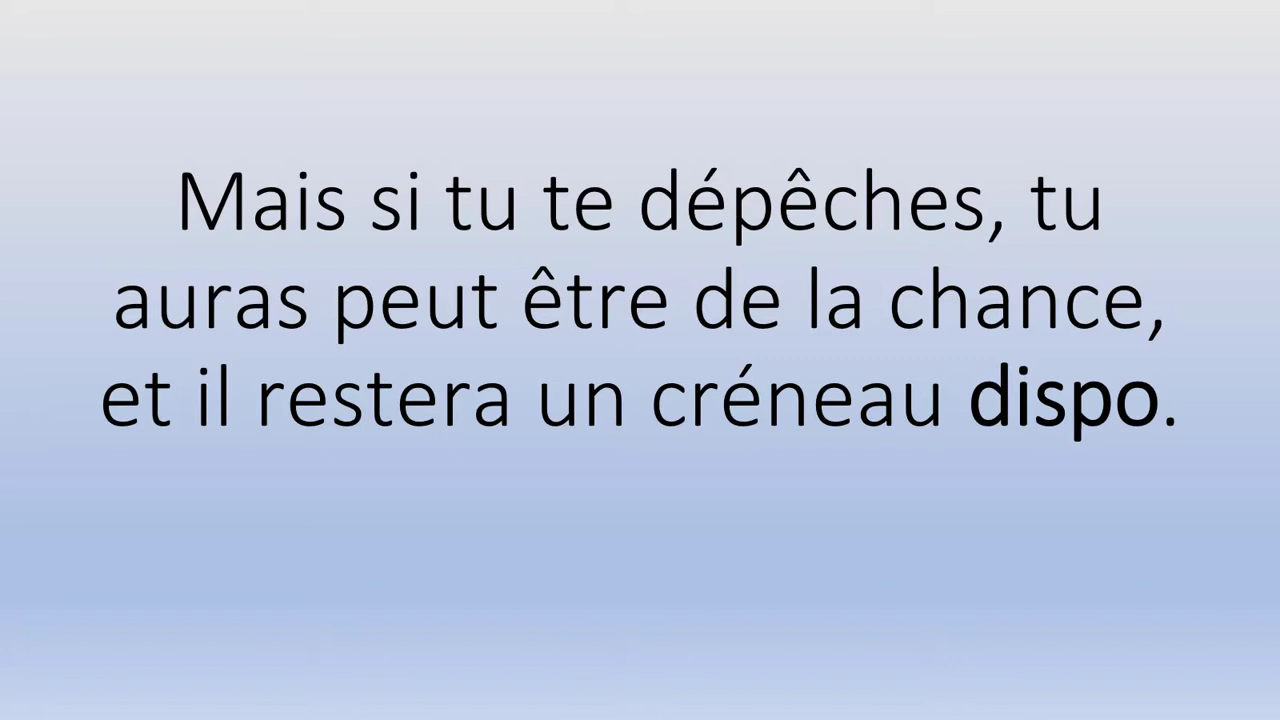 Mais si tu te dépêches, tu
auras peut être de la chance,
et il restera un créneau dispo.